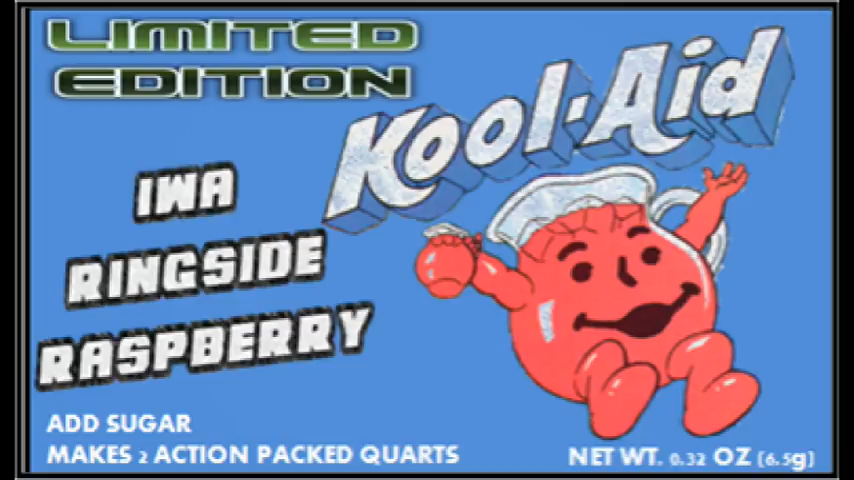 LIMITED
EDITION
Kool-Aid
IWA
RINGSIDE
RASPBERRY
ADD SUGAR
MAKES 2 ACTION PACKED QUARTS
NET WT. 0.32 OZ (6.5g)